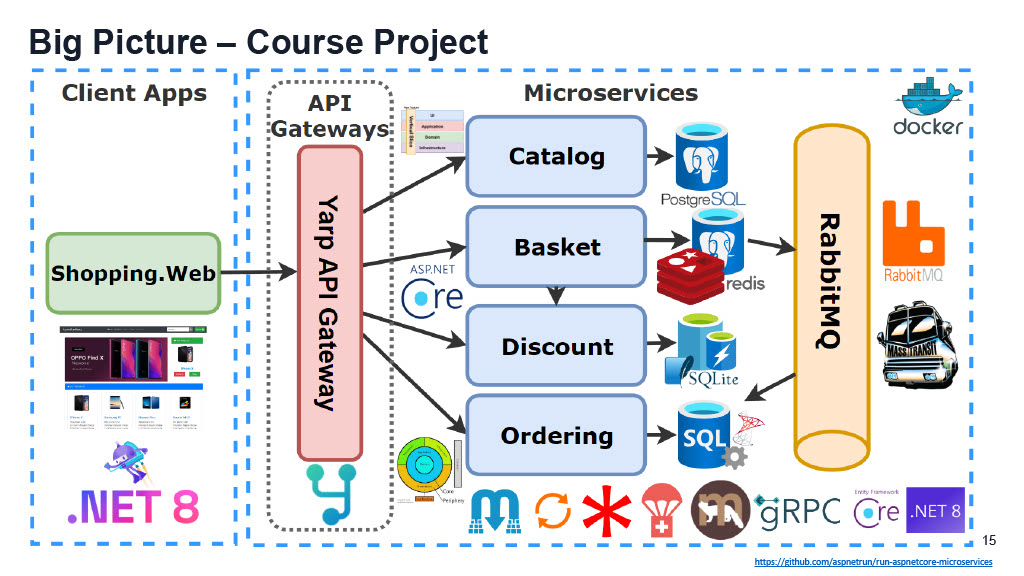 Big Picture – Course Project
Client Apps
Shopping.Web
OPPO Find X
.NET 8
API
Gateways
Yarp API Gateway
Microservices
UI
Application
Domain
Infrastructure
Vertical Slice
Catalog
PostgreSQL
Basket
redis
ASP.NET
Core
Discount
SQLite
Ordering
SQL
Core
Periphery
RabbitMQ
docker
RabbitMQ
MASSTRANSIT
m
gRPC
Entity Framework
Core
.NET 8
15
https://github.com/aspnetrun/run-aspnetcore-microservices